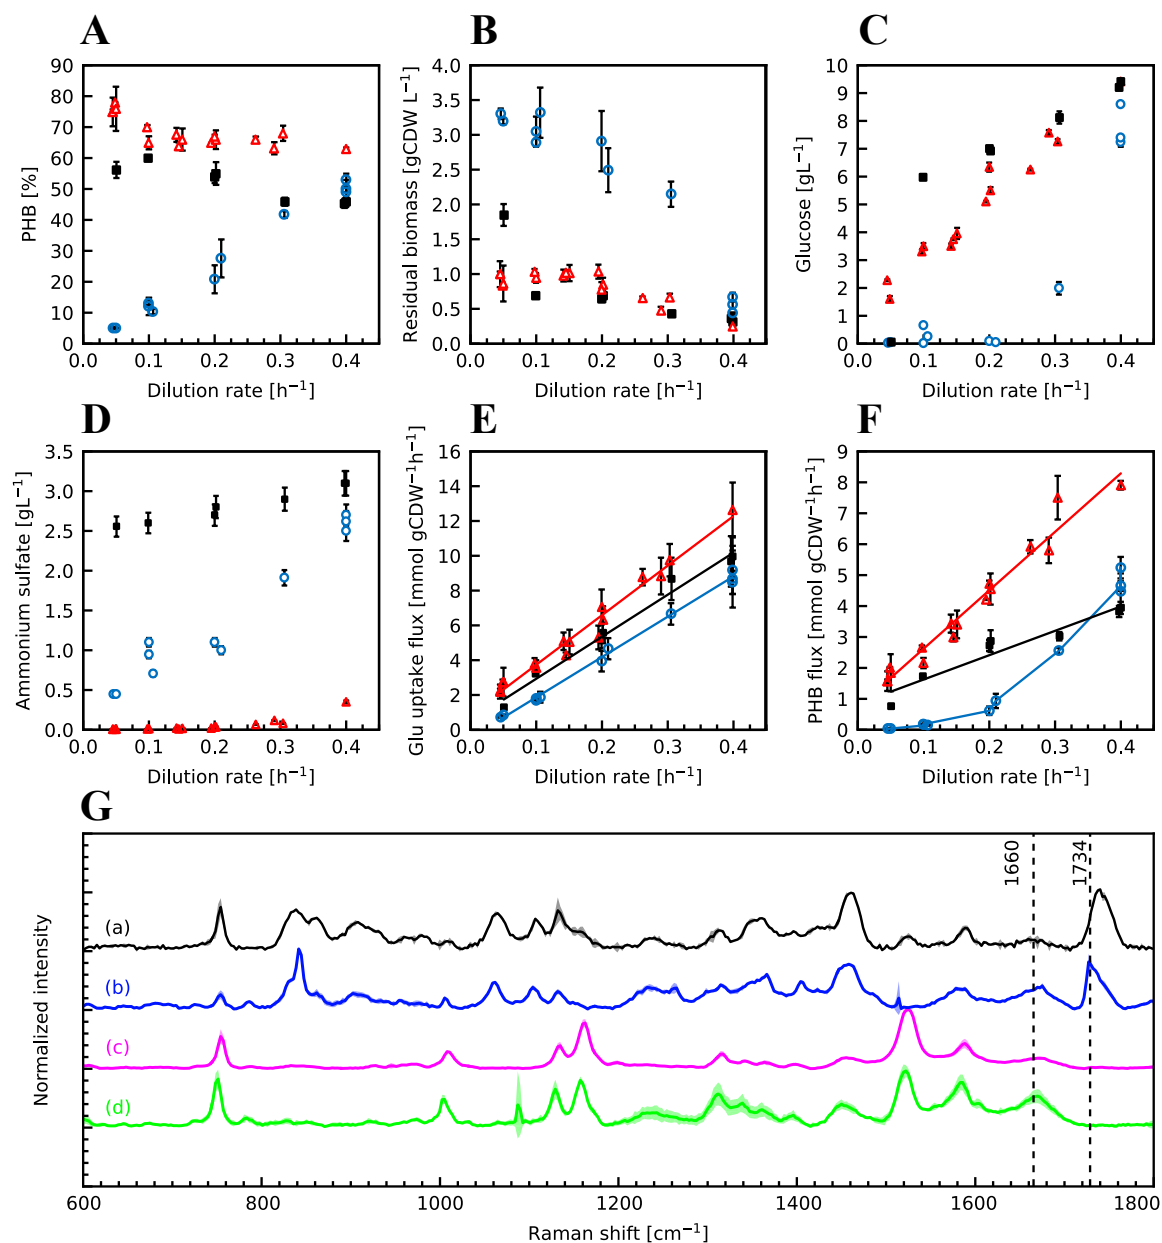 A
B
C
PHB [%]
90
80
70
60
50
40
30
20
10
0
0.0 0.1 0.2 0.3 0.4
Dilution rate [h⁻¹]
Residual biomass [gCDW L⁻¹]
4.0
3.5
3.0
2.5
2.0
1.5
1.0
0.5
0.0
0.0 0.1 0.2 0.3 0.4
Dilution rate [h⁻¹]
Glucose [gL⁻¹]
10
9
8
7
6
5
4
3
2
1
0
0.0 0.1 0.2 0.3 0.4
Dilution rate [h⁻¹]
D
E
F
Ammonium sulfate [gL⁻¹]
3.5
3.0
2.5
2.0
1.5
1.0
0.5
0.0
0.0 0.1 0.2 0.3 0.4
Dilution rate [h⁻¹]
Glu uptake flux [mmol gCDW⁻¹h⁻¹]
16
14
12
10
8
6
4
2
0
0.0 0.1 0.2 0.3 0.4
Dilution rate [h⁻¹]
PHB flux [mmol gCDW⁻¹h⁻¹]
9
8
7
6
5
4
3
2
1
0
0.0 0.1 0.2 0.3 0.4
Dilution rate [h⁻¹]
G
Normalized intensity
1660
1734
(a)
(b)
(c)
(d)
600 800 1000 1200 1400 1600 1800
Raman shift [cm⁻¹]